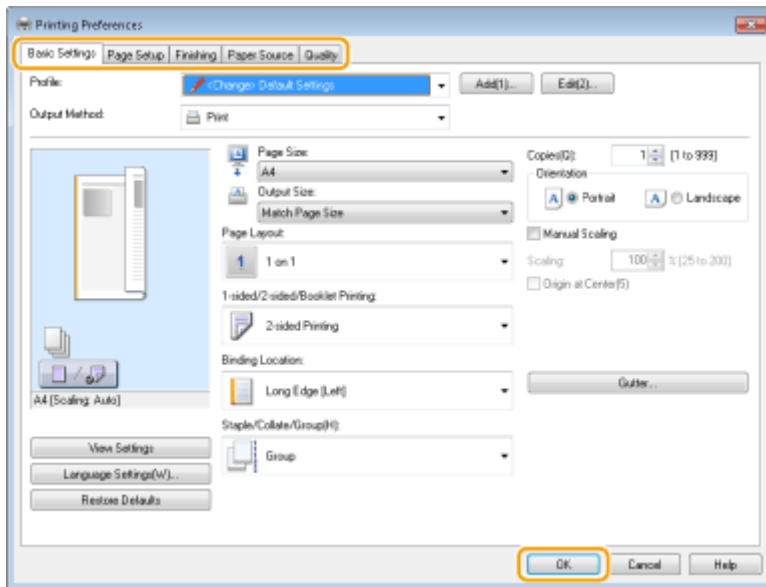 Printing Preferences
Basic Settings Page Setup Finishing Paper Source Quality
Profile: <Change> Default Settings Add(1)... Edit(2)...
Output Method: Print
Page Size:
A4
Output Size:
Match Page Size
Page Layout:
1 1 on 1
1-sided/2-sided/Booklet Printing:
2-sided Printing
Binding Location:
Long Edge [Left]
Staple/Collate/Group(H):
Group
Copies(Q): 1 [1 to 999]
Orientation
A Portrait A Landscape
Manual Scaling
Scaling: 100 % [25 to 200]
Origin at Center(5)
Gutter...
A4 [Scaling: Auto]
View Settings
Language Settings(W)...
Restore Defaults
OK Cancel Help